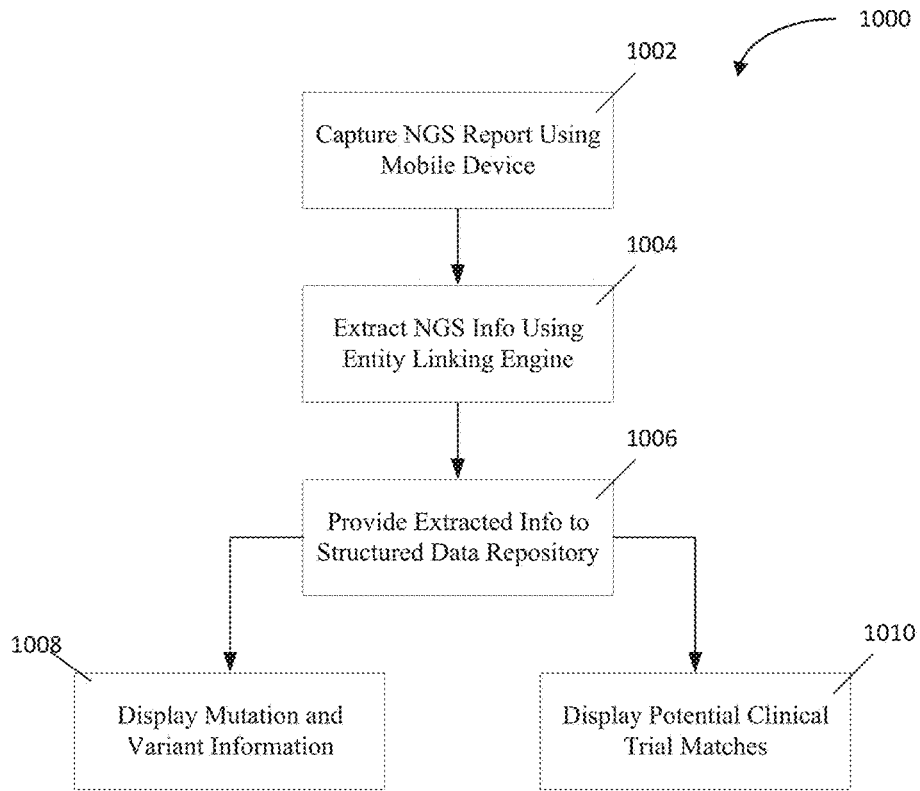 1000
1002
Capture NGS Report Using
Mobile Device
1004
Extract NGS Info Using
Entity Linking Engine
1006
Provide Extracted Info to
Structured Data Repository
1008
Display Mutation and
Variant Information
1010
Display Potential Clinical
Trial Matches